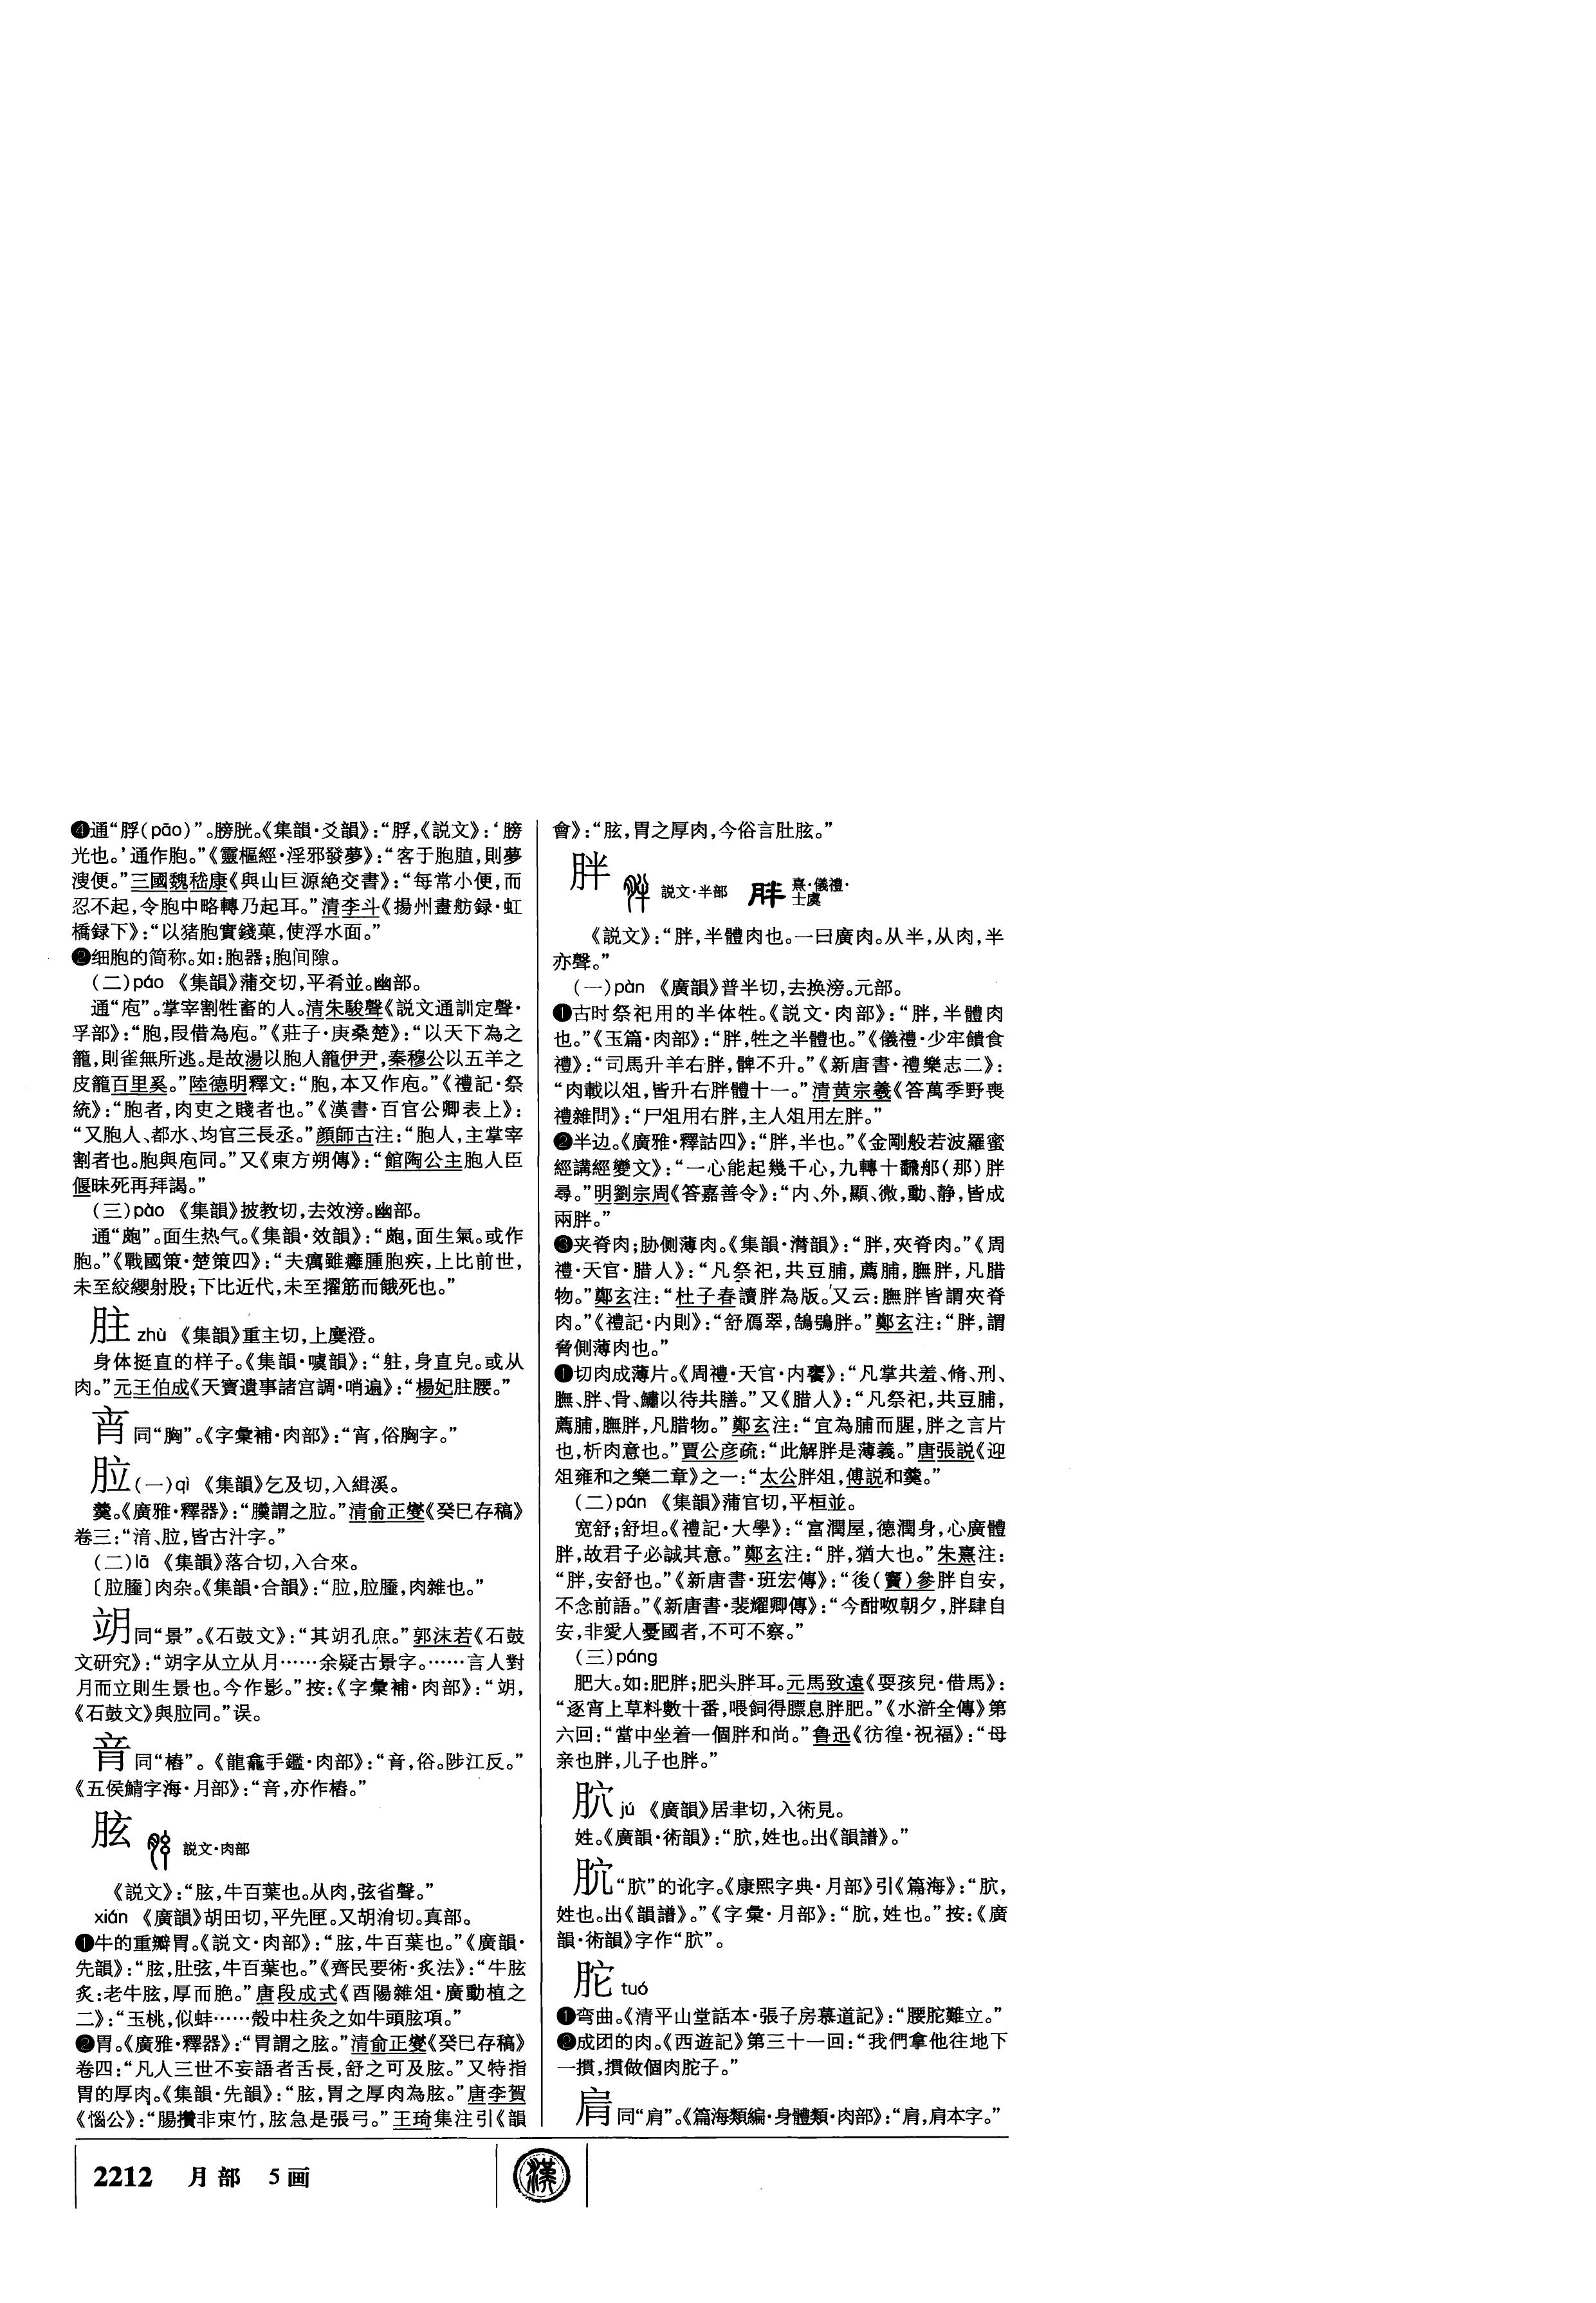 ❹通“脬(pāo)”。膀胱。《集韻·爻韻》：“脬，《説文》：‘膀
光也。’通作胞。”《靈樞經·淫邪發夢》：“客于胞䐈，則夢
溲便。”三國魏嵇康《與山巨源絶交書》：“每常小便，而
忍不起，令胞中略轉乃起耳。”清李斗《揚州畫舫録·虹
橋録下》：“以猪胞實錢菓，使浮水面。”
❷细胞的简称。如：胞器；胞间隙。
(二)páo 《集韻》蒲交切，平肴並。幽部。
通“庖”。掌宰割牲畜的人。清朱駿聲《説文通訓定聲·
孚部》：“胞，叚借為庖。”《莊子·庚桑楚》：“以天下為之
籠，則雀無所逃。是故湯以胞人籠伊尹，秦穆公以五羊之
皮籠百里奚。”陸德明釋文：“胞，本又作庖。”《禮記·祭
統》：“胞者，肉吏之賤者也。”《漢書·百官公卿表上》：
“又胞人、都水、均官三長丞。”顔師古注：“胞人，主掌宰
割者也。胞與庖同。”又《東方朔傳》：“館陶公主胞人臣
偃昧死再拜謁。”
(三)pào 《集韻》披教切，去效滂。幽部。
通“皰”。面生热气。《集韻·效韻》：“皰，面生氣。或作
胞。”《戰國策·楚策四》：“夫癘雖癰腫胞疾，上比前世，
未至絞纓射股；下比近代，未至擢筋而餓死也。”
胜 zhù 《集韻》重主切，上麌澄。
身体挺直的样子。《集韻·噳韻》：“䠱，身直皃。或从
肉。”元王伯成《天寶遺事諸宫調·哨遍》：“楊妃䏭腰。”
同“胸”。《字彙補·肉部》：“俗胸字。”
䏠(一)qì 《集韻》乞及切，入緝溪。
羹。《廣雅·釋器》：“膹謂之䏠。”清俞正燮《癸巳存稿》
卷三：“湆、䏠，皆古汁字。”
(二)lā 《集韻》落合切，入合來。
〔䏠䐛〕肉杂。《集韻·合韻》：“䏠，䏠䐛，肉雜也。”
同“景”。《石鼓文》：“其孔庶。”郭沫若《石鼓
文研究》：“字从立从月……余疑古景字。……言人對
月而立則生景也。今作影。”按：《字彙補·肉部》：“
《石鼓文》與䏠同。”误。
同“樁”。《龍龕手鑑·肉部》：“俗。陟江反。”
《五侯鯖字海·月部》：“亦作樁。”
胘 説文·肉部
《説文》：“胘，牛百葉也。从肉，弦省聲。”
xián 《廣韻》胡田切，平先匣。又胡涓切。真部。
❶牛的重瓣胃。《説文·肉部》：“胘，牛百葉也。”《廣韻·
先韻》：“胘，肚弦，牛百葉也。”《齊民要術·炙法》：“牛胘
炙：老牛胘，厚而脃。”唐段成式《酉陽雜俎·廣動植之
二》：“玉桃，似蚌……殼中柱炙之如牛頭胘項。”
❷胃。《廣雅·釋器》：“胃謂之胘。”清俞正燮《癸巳存稿》
卷四：“凡人三世不妄語者舌長，舒之可及胘。”又特指
胃的厚肉。《集韻·先韻》：“胘，胃之厚肉為胘。”唐李賀
《惱公》：“腸攢非束竹，胘急是張弓。”王琦集注引《韻
會》：“胘，胃之厚肉，今俗言肚胘。”
胖 説文·半部 胖 熹·儀禮·士虞
《説文》：“胖，半體肉也。一曰廣肉。从半，从肉，半
亦聲。”
(一)pàn 《廣韻》普半切，去换滂。元部。
❶古时祭祀用的半体牲。《説文·肉部》：“胖，半體肉
也。”《玉篇·肉部》：“胖，牲之半體也。”《儀禮·少牢饋食
禮》：“司馬升羊右胖，髀不升。”《新唐書·禮樂志二》：
“肉載以俎，皆升右胖體十一。”清黄宗羲《答萬季野喪
禮雜問》：“尸俎用右胖，主人俎用左胖。”
❷半边。《廣雅·釋詁四》：“胖，半也。”《金剛般若波羅蜜
經講經變文》：“一心能起幾千心，九轉十飜𨚗(那)胖
尋。”明劉宗周《答嘉善令》：“内、外，顯、微，動、静，皆成
兩胖。”
❸夹脊肉；胁侧薄肉。《集韻·潸韻》：“胖，夾脊肉。”《周
禮·天官·腊人》：“凡祭祀，共豆脯，薦脯，膴胖，凡腊
物。”鄭玄注：“杜子春讀胖為版。又云：膴胖皆謂夾脊
肉。”《禮記·内則》：“舒鴈翠，鵠鴞胖。”鄭玄注：“胖，謂
脅側薄肉也。”
❶切肉成薄片。《周禮·天官·内饔》：“凡掌共羞、脩、刑、
膴、胖、骨、鱐以待共膳。”又《腊人》：“凡祭祀，共豆脯，
薦脯，膴胖，凡腊物。”鄭玄注：“宜為脯而腥，胖之言片
也，析肉意也。”賈公彦疏：“此解胖是薄義。”唐張説《迎
俎雍和之樂二章》之一：“太公胖俎，傅説和羹。”
(二)pán 《集韻》蒲官切，平桓並。
宽舒；舒坦。《禮記·大學》：“富潤屋，德潤身，心廣體
胖，故君子必誠其意。”鄭玄注：“胖，猶大也。”朱熹注：
“胖，安舒也。”《新唐書·班宏傳》：“後(竇)參胖自安，
不念前語。”《新唐書·裴耀卿傳》：“今酣呶朝夕，胖肆自
安，非愛人憂國者，不可不察。”
(三)páng
肥大。如：肥胖；肥头胖耳。元馬致遠《耍孩兒·借馬》：
“逐宵上草料數十番，喂飼得膘息胖肥。”《水滸全傳》第
六回：“當中坐着一個胖和尚。”鲁迅《彷徨·祝福》：“母
亲也胖，儿子也胖。”
䏣 jú 《廣韻》居聿切，入術見。
姓。《廣韻·術韻》：“䏣，姓也。出《韻譜》。”
“䏣”的讹字。《康熙字典·月部》引《篇海》：“
姓也。出《韻譜》。”《字彙·月部》：“姓也。”按：《廣
韻·術韻》字作“䏣”。
胣 tuó
❶弯曲。《清平山堂話本·張子房慕道記》：“腰𦚐難立。”
❷成团的肉。《西遊記》第三十一回：“我們拿他往地下
一摜，摜做個肉𦚐子。”
同“肩”。《篇海類編·身體類·肉部》：“肩本字。”
2212 月部 5画
漢